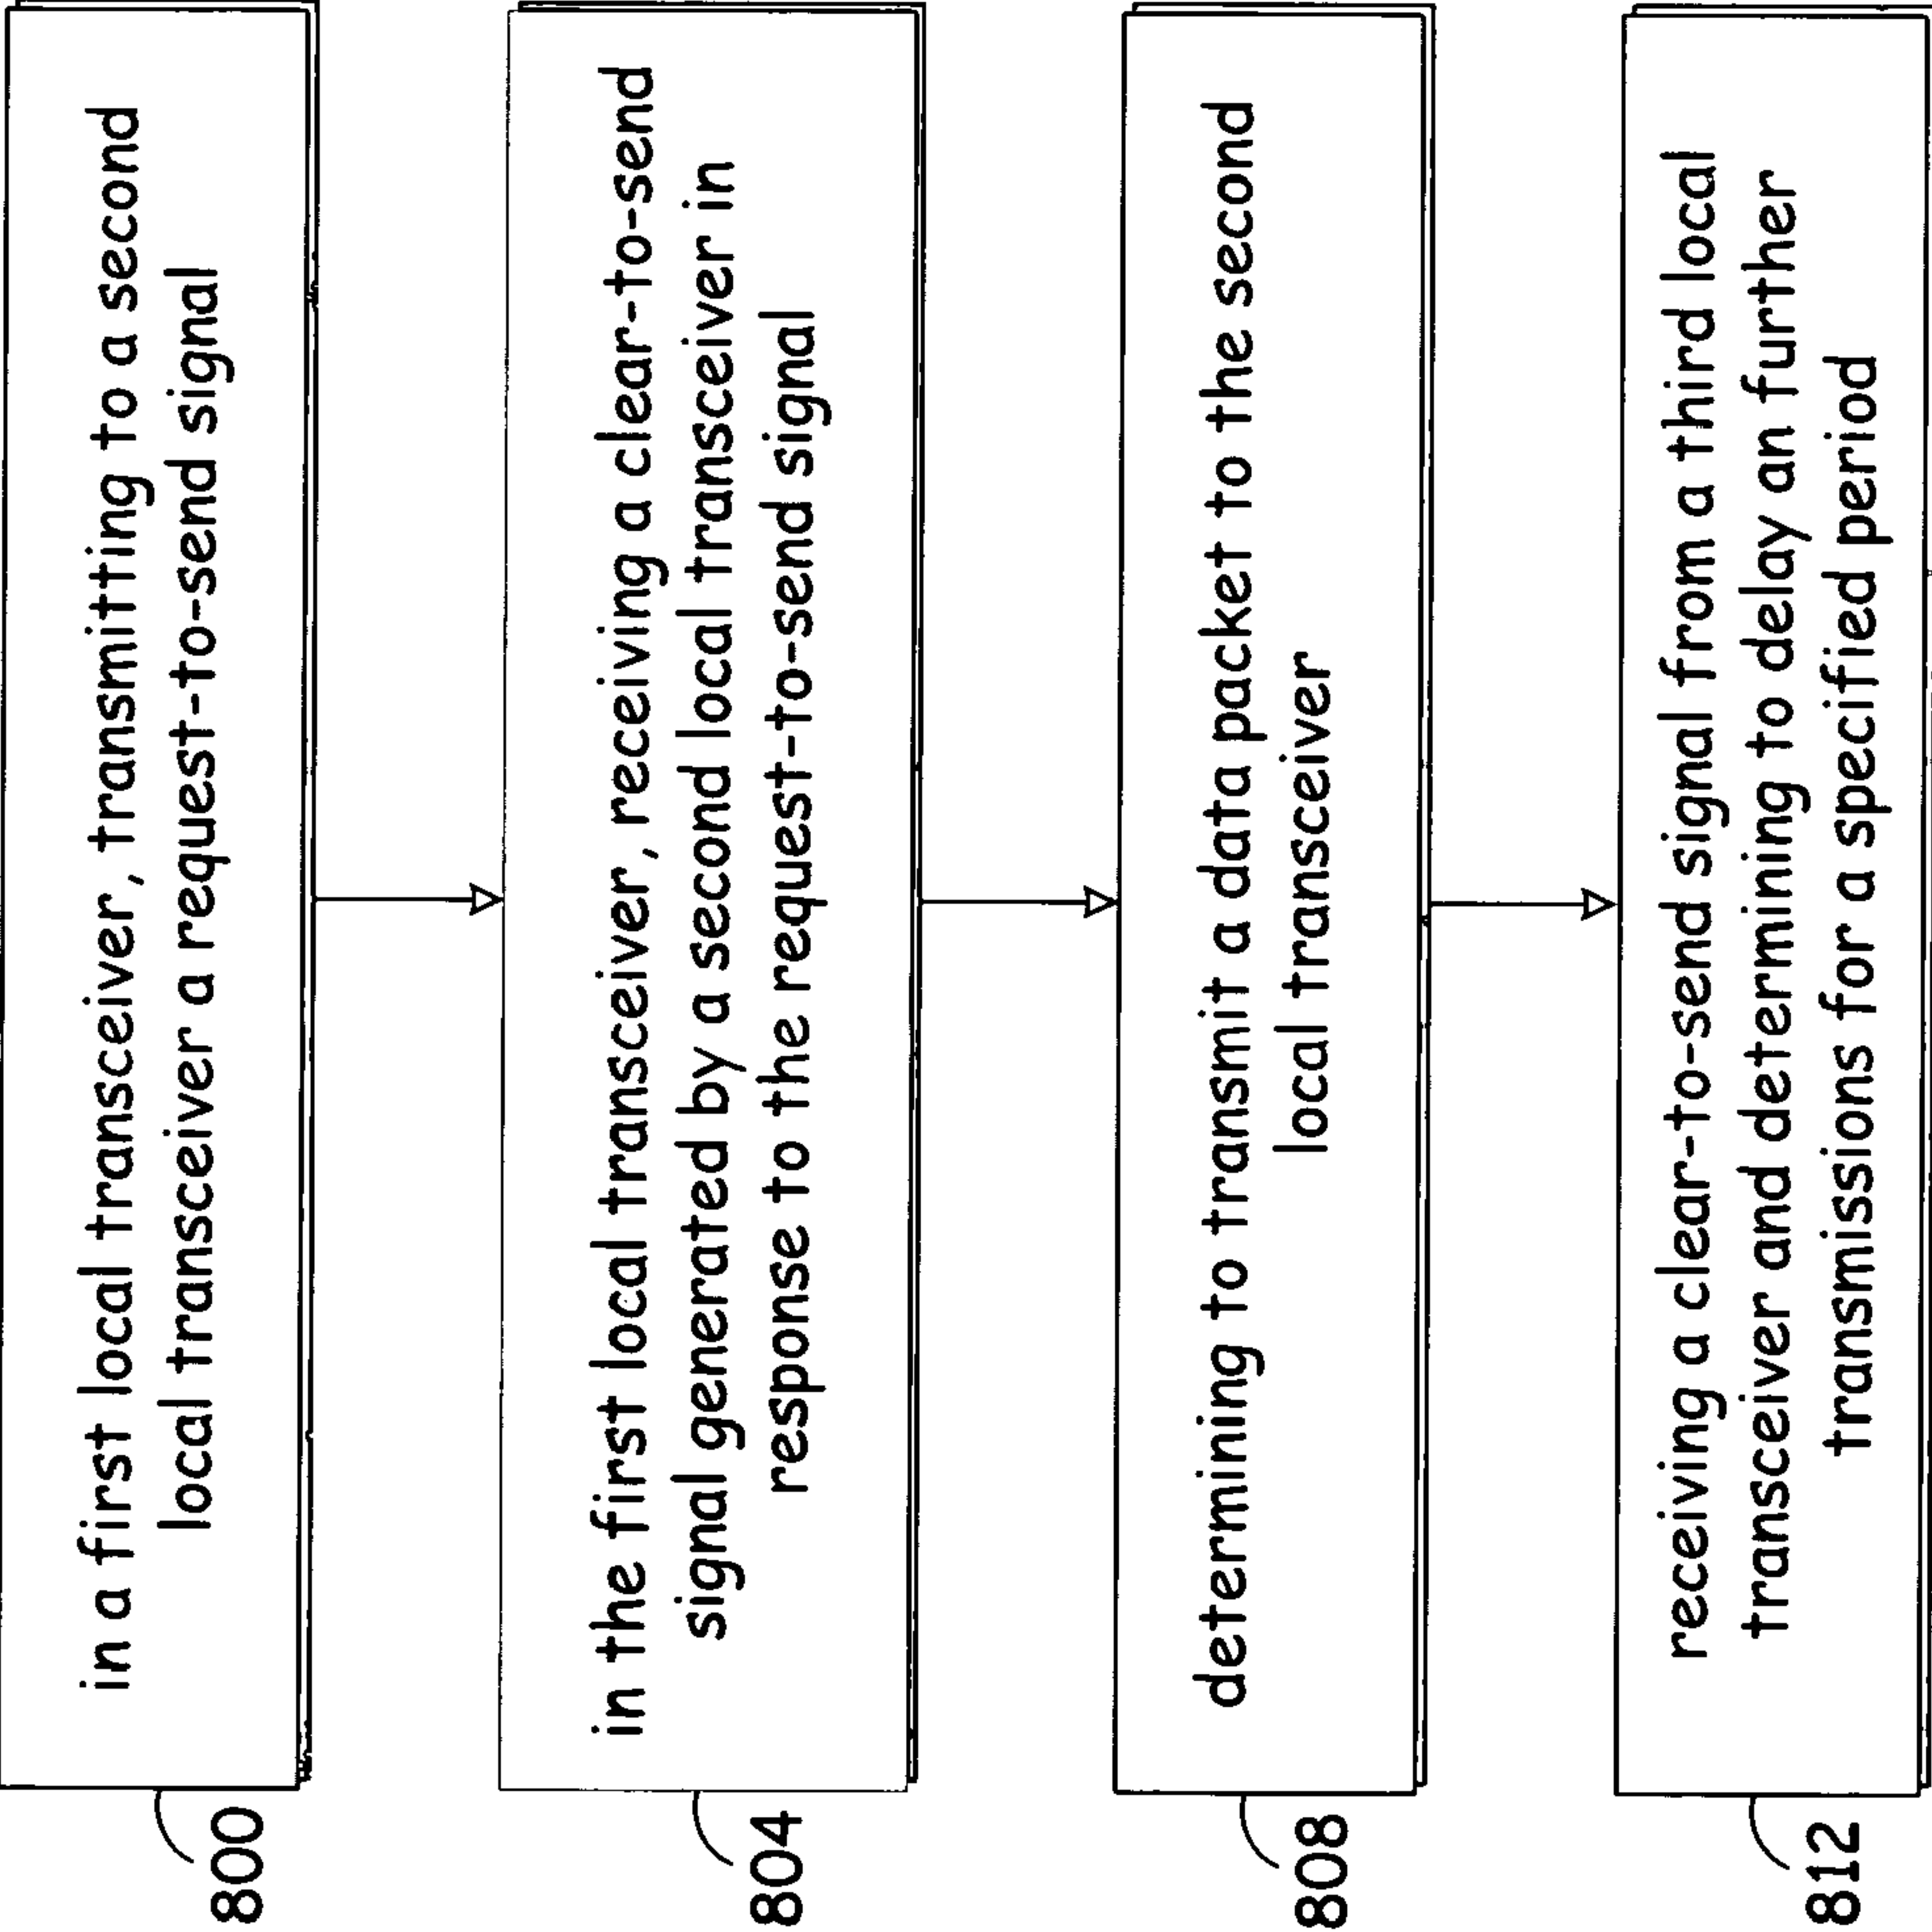 in a first local transceiver, transmitting to a second
local transceiver a request-to-send signal
800
in the first local transceiver, receiving a clear-to-send
signal generated by a second local transceiver in
response to the request-to-send signal
804
determining to transmit a data packet to the second
local transceiver
808
receiving a clear-to-send signal from a third local
transceiver and determining to delay an further
transmissions for a specified period
812